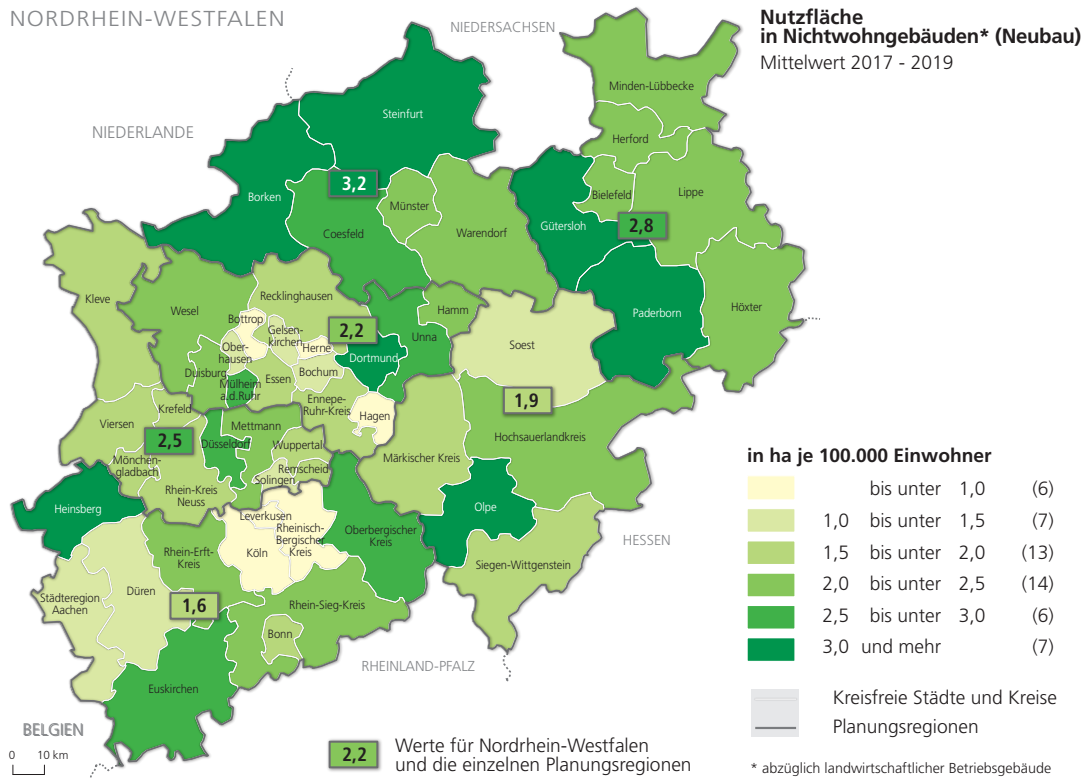 NORDRHEIN-WESTFALEN
NIEDERSACHSEN
Nutzfläche
in Nichtwohngebäuden* (Neubau)
Mittelwert 2017 - 2019
Minden-Lübbecke
Steinfurt
NIEDERLANDE
Herford
3,2
Borken
Münster
Bielefeld
Lippe
Coesfeld
Warendorf
Gütersloh
2,8
Kleve
Recklinghausen
Wesel
Hamm
Paderborn
Höxter
Bottrop
Gelsen-
kirchen
2,2
Unna
Herne
Soest
Ober-
hausen
Dortmund
Duisburg
Essen
Bochum
Mülheim
a.d.Ruhr
Ennepe-
Ruhr-Kreis
1,9
Krefeld
Hagen
Viersen
Mettmann
2,5
Düsseldorf
Wuppertal
Hochsauerlandkreis
Mönchen-
gladbach
Märkischer Kreis
Remscheid
Solingen
Rhein-Kreis
Neuss
Heinsberg
Olpe
Leverkusen
Rheinisch-
Bergischer
Kreis
Oberbergischer
Kreis
HESSEN
Köln
Rhein-Erft-
Kreis
Siegen-Wittgenstein
Düren
Städteregion
Aachen
1,6
Rhein-Sieg-Kreis
Bonn
RHEINLAND-PFALZ
Euskirchen
BELGIEN
0 10 km
in ha je 100.000 Einwohner
bis unter 1,0 (6)
1,0 bis unter 1,5 (7)
1,5 bis unter 2,0 (13)
2,0 bis unter 2,5 (14)
2,5 bis unter 3,0 (6)
3,0 und mehr (7)
Kreisfreie Städte und Kreise
Planungsregionen
2,2
Werte für Nordrhein-Westfalen
und die einzelnen Planungsregionen
* abzüglich landwirtschaftlicher Betriebsgebäude